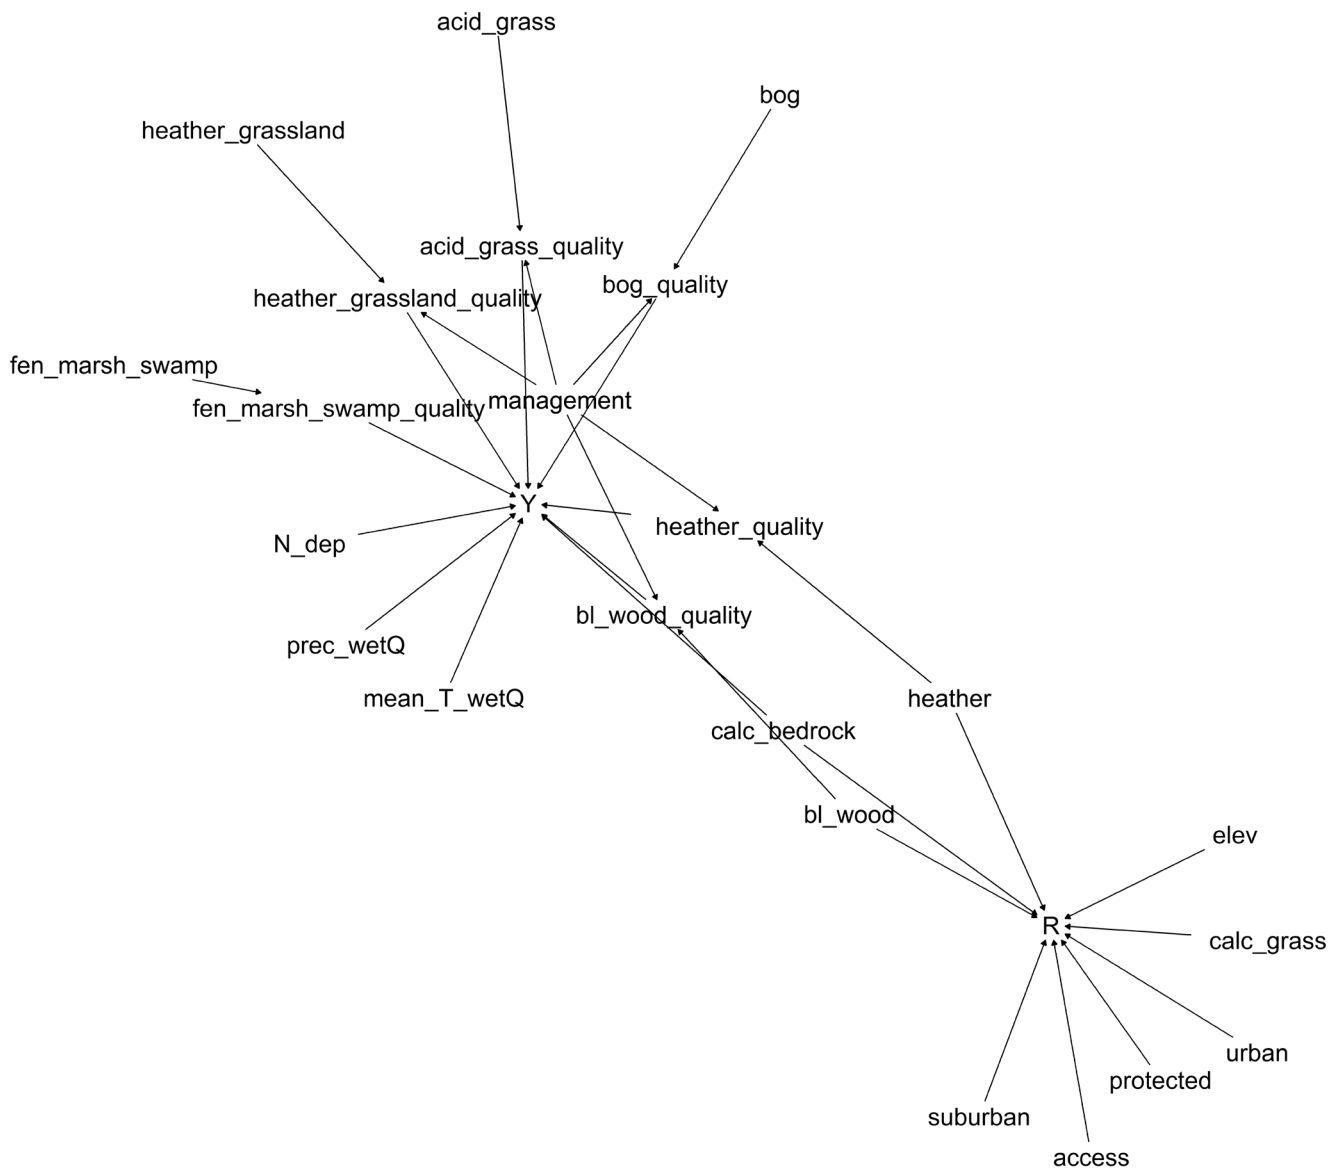 acid_grass
bog
heather_grassland
acid_grass_quality
bog_quality
heather_grassland_quality
fen_marsh_swamp
management
fen_marsh_swamp_quality
Y
heather_quality
N_dep
bl_wood_quality
prec_wetQ
mean_T_wetQ
heather
calc_bedrock
bl_wood
elev
R
calc_grass
urban
protected
suburban
access